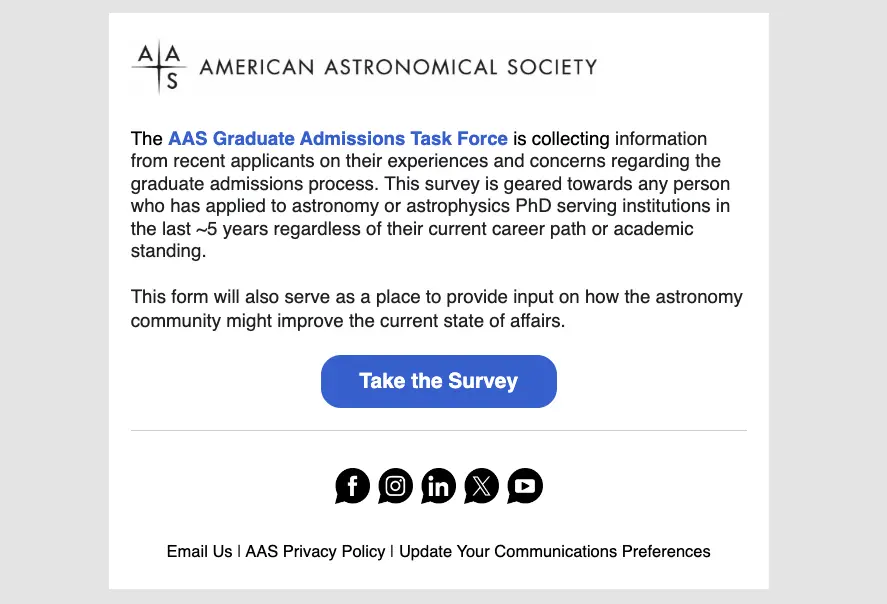 A A
S
AMERICAN ASTRONOMICAL SOCIETY
The AAS Graduate Admissions Task Force is collecting information
from recent applicants on their experiences and concerns regarding the
graduate admissions process. This survey is geared towards any person
who has applied to astronomy or astrophysics PhD serving institutions in
the last ~5 years regardless of their current career path or academic
standing.
This form will also serve as a place to provide input on how the astronomy
community might improve the current state of affairs.
Take the Survey
Email Us | AAS Privacy Policy | Update Your Communications Preferences